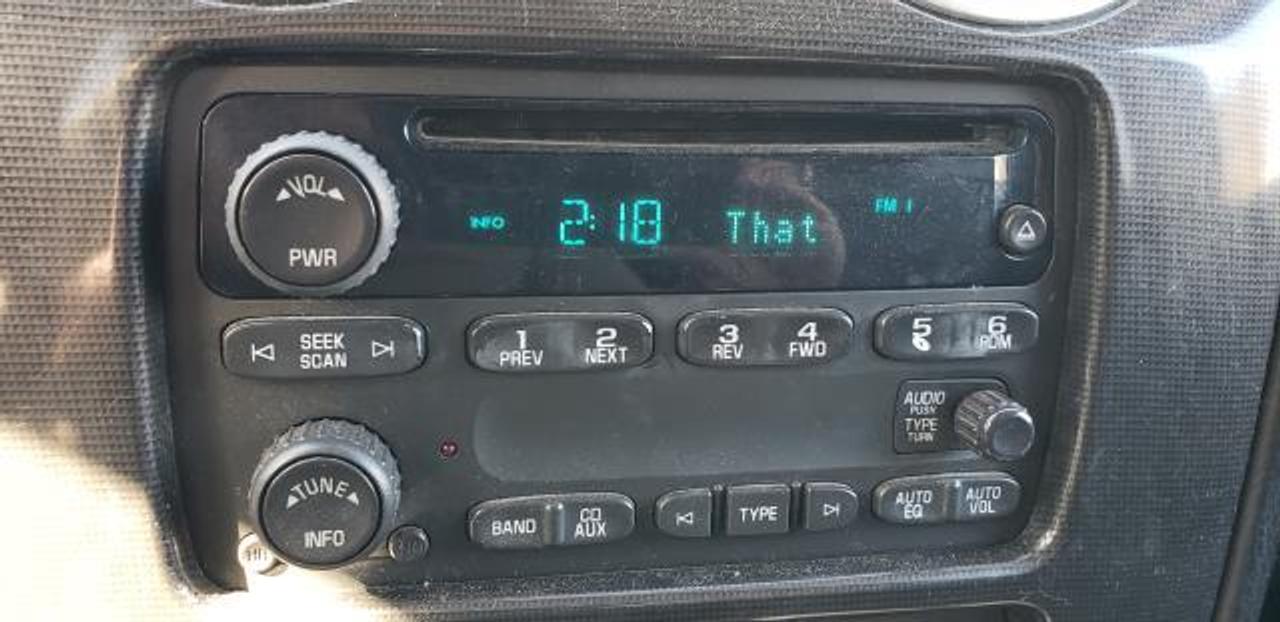 VOL
PWR
INFO 2:18 That FM 1
SEEK
SCAN
1 PREV
2 NEXT
3 REV
4 FWD
5
6 RDM
AUDIO
PUSH
TYPE
TURN
TUNE
INFO
BAND
CD
AUX
TYPE
AUTO
EQ
AUTO
VOL